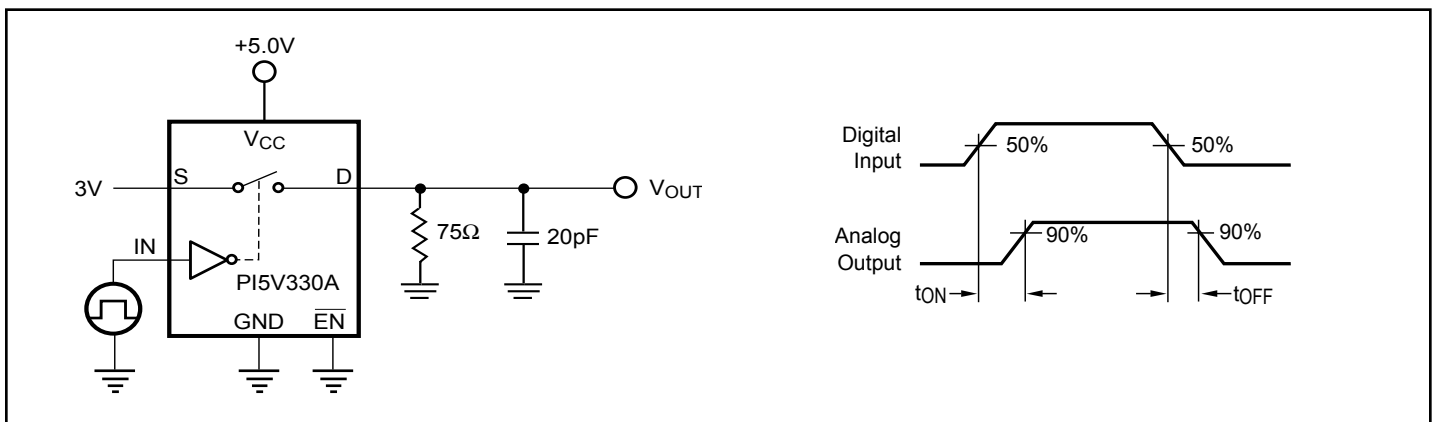 +5.0V
VCC
S
D
3V
VOUT
75Ω
20pF
IN
PI5V330A
GND
EN
Digital
Input
50%
50%
Analog
Output
90%
90%
tON
tOFF